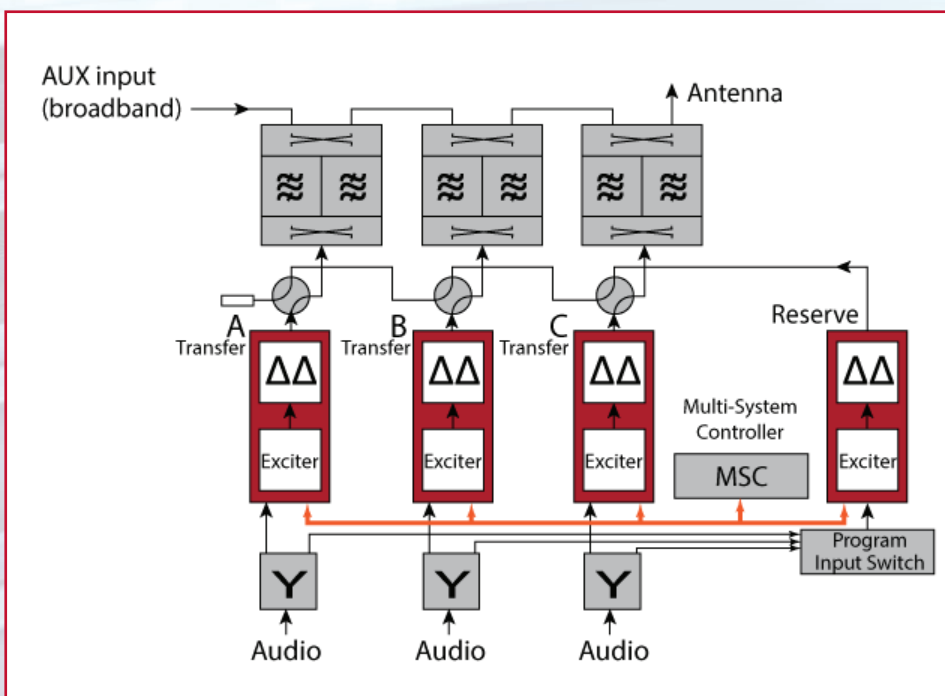 AUX input
(broadband)
Antenna
A
Transfer
B
Transfer
C
Transfer
Reserve
ΔΔ
ΔΔ
ΔΔ
ΔΔ
Multi-System
Controller
MSC
Exciter
Exciter
Exciter
Exciter
Program
Input Switch
Y
Y
Y
Audio
Audio
Audio